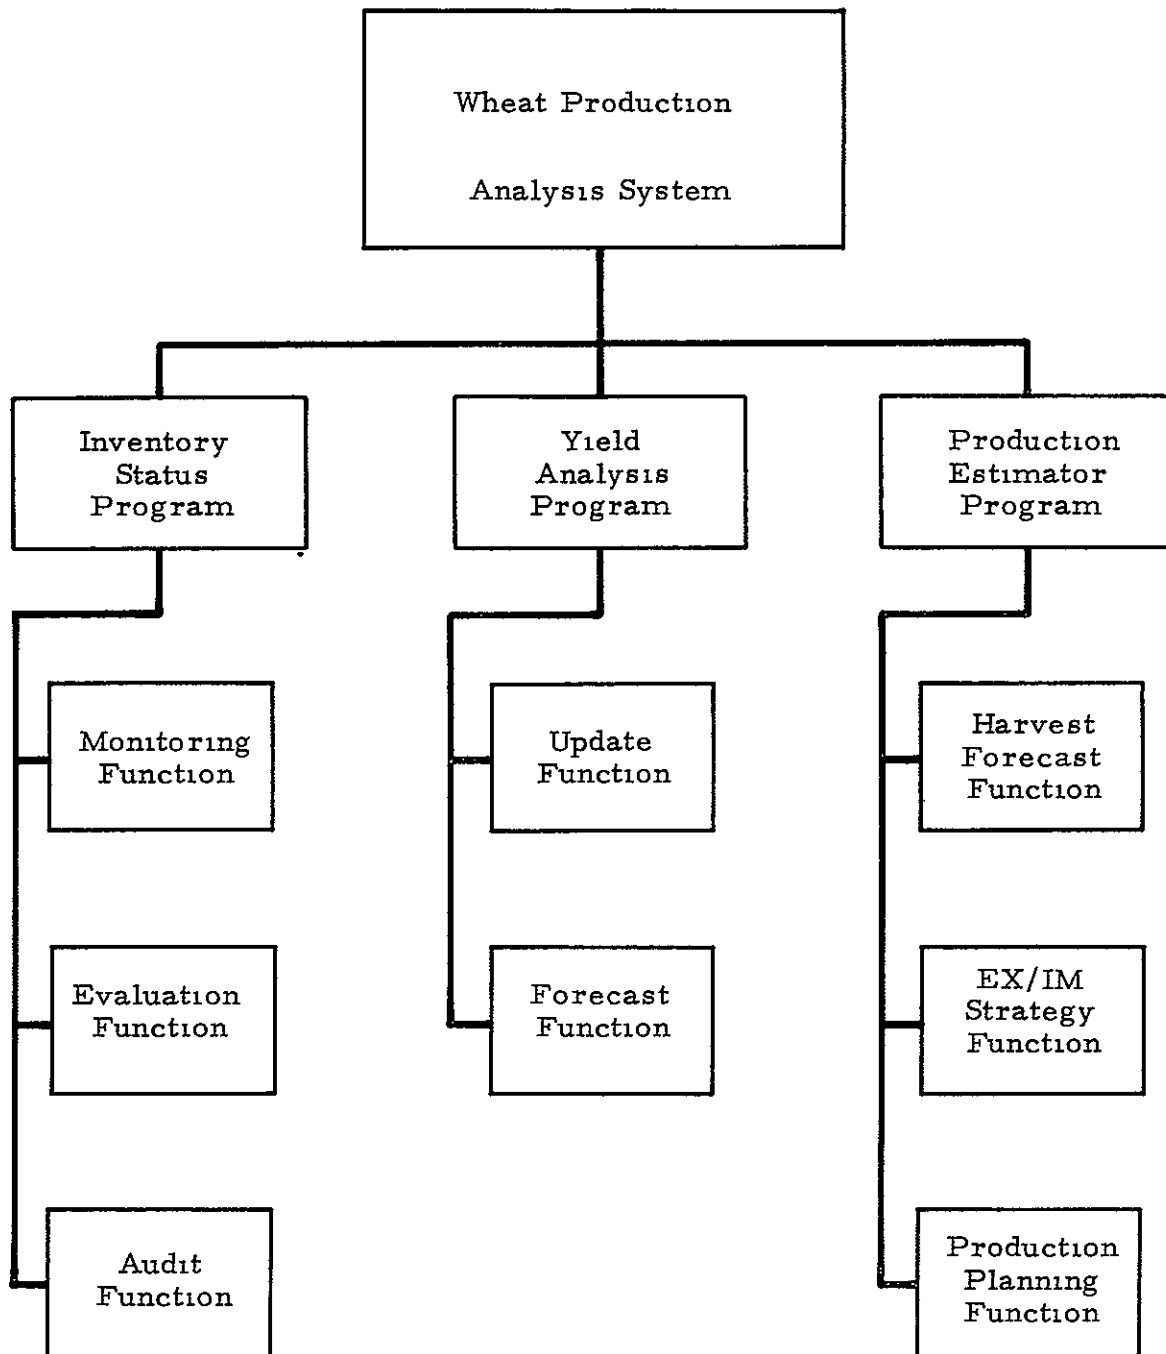 Wheat Production
Analysis System
Inventory
Status
Program
Yield
Analysis
Program
Production
Estimator
Program
Monitoring
Function
Update
Function
Harvest
Forecast
Function
Evaluation
Function
Forecast
Function
EX/IM
Strategy
Function
Audit
Function
Production
Planning
Function